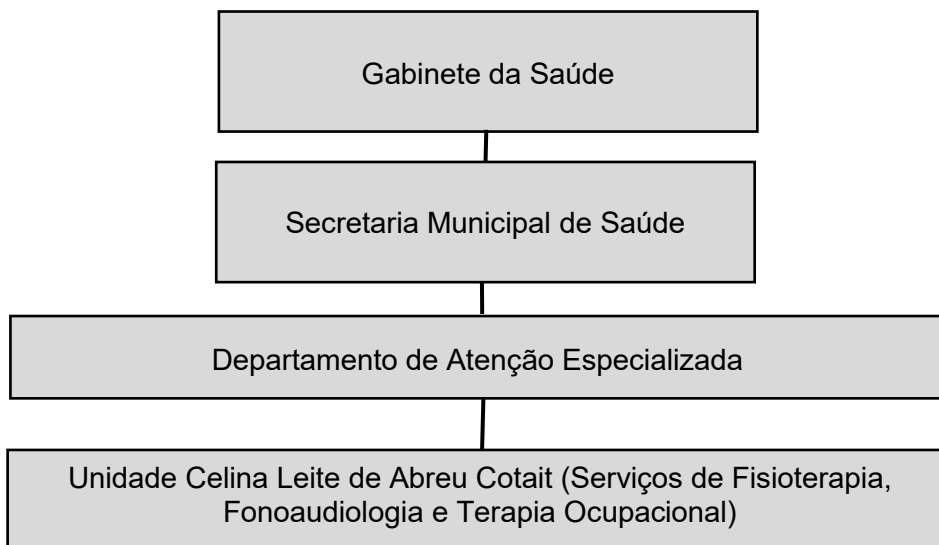 Gabinete da Saúde
Secretaria Municipal de Saúde
Departamento de Atenção Especializada
Unidade Celina Leite de Abreu Cotait (Serviços de Fisioterapia,
Fonoaudiologia e Terapia Ocupacional)